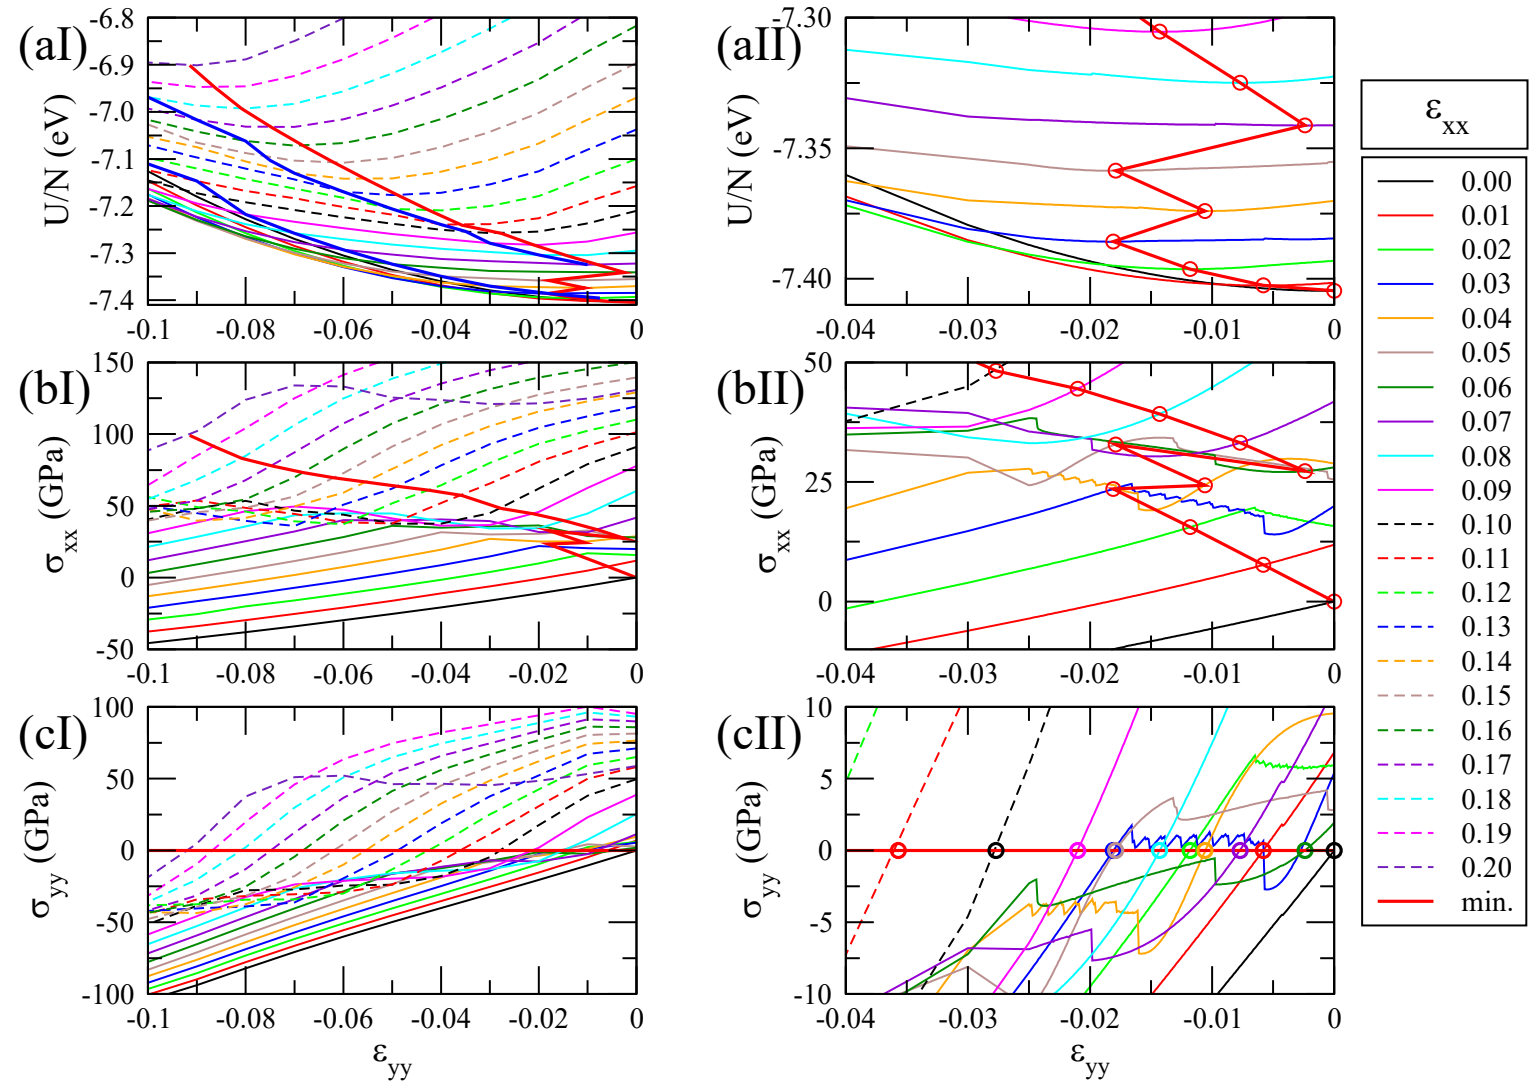 (aI)
U/N (eV)
-6.8
-6.9
-7.0
-7.1
-7.2
-7.3
-7.4
-0.1 -0.08 -0.06 -0.04 -0.02 0
(aII)
U/N (eV)
-7.30
-7.35
-7.40
-0.04 -0.03 -0.02 -0.01 0
(bI)
σxx (GPa)
150
100
50
0
-50
-0.1 -0.08 -0.06 -0.04 -0.02 0
(bII)
σxx (GPa)
50
25
0
-0.04 -0.03 -0.02 -0.01 0
(cI)
σyy (GPa)
100
50
0
-50
-100
-0.1 -0.08 -0.06 -0.04 -0.02 0
εyy
(cII)
σyy (GPa)
10
5
0
-5
-10
-0.04 -0.03 -0.02 -0.01 0
εyy
εxx
0.00
0.01
0.02
0.03
0.04
0.05
0.06
0.07
0.08
0.09
0.10
0.11
0.12
0.13
0.14
0.15
0.16
0.17
0.18
0.19
0.20
min.